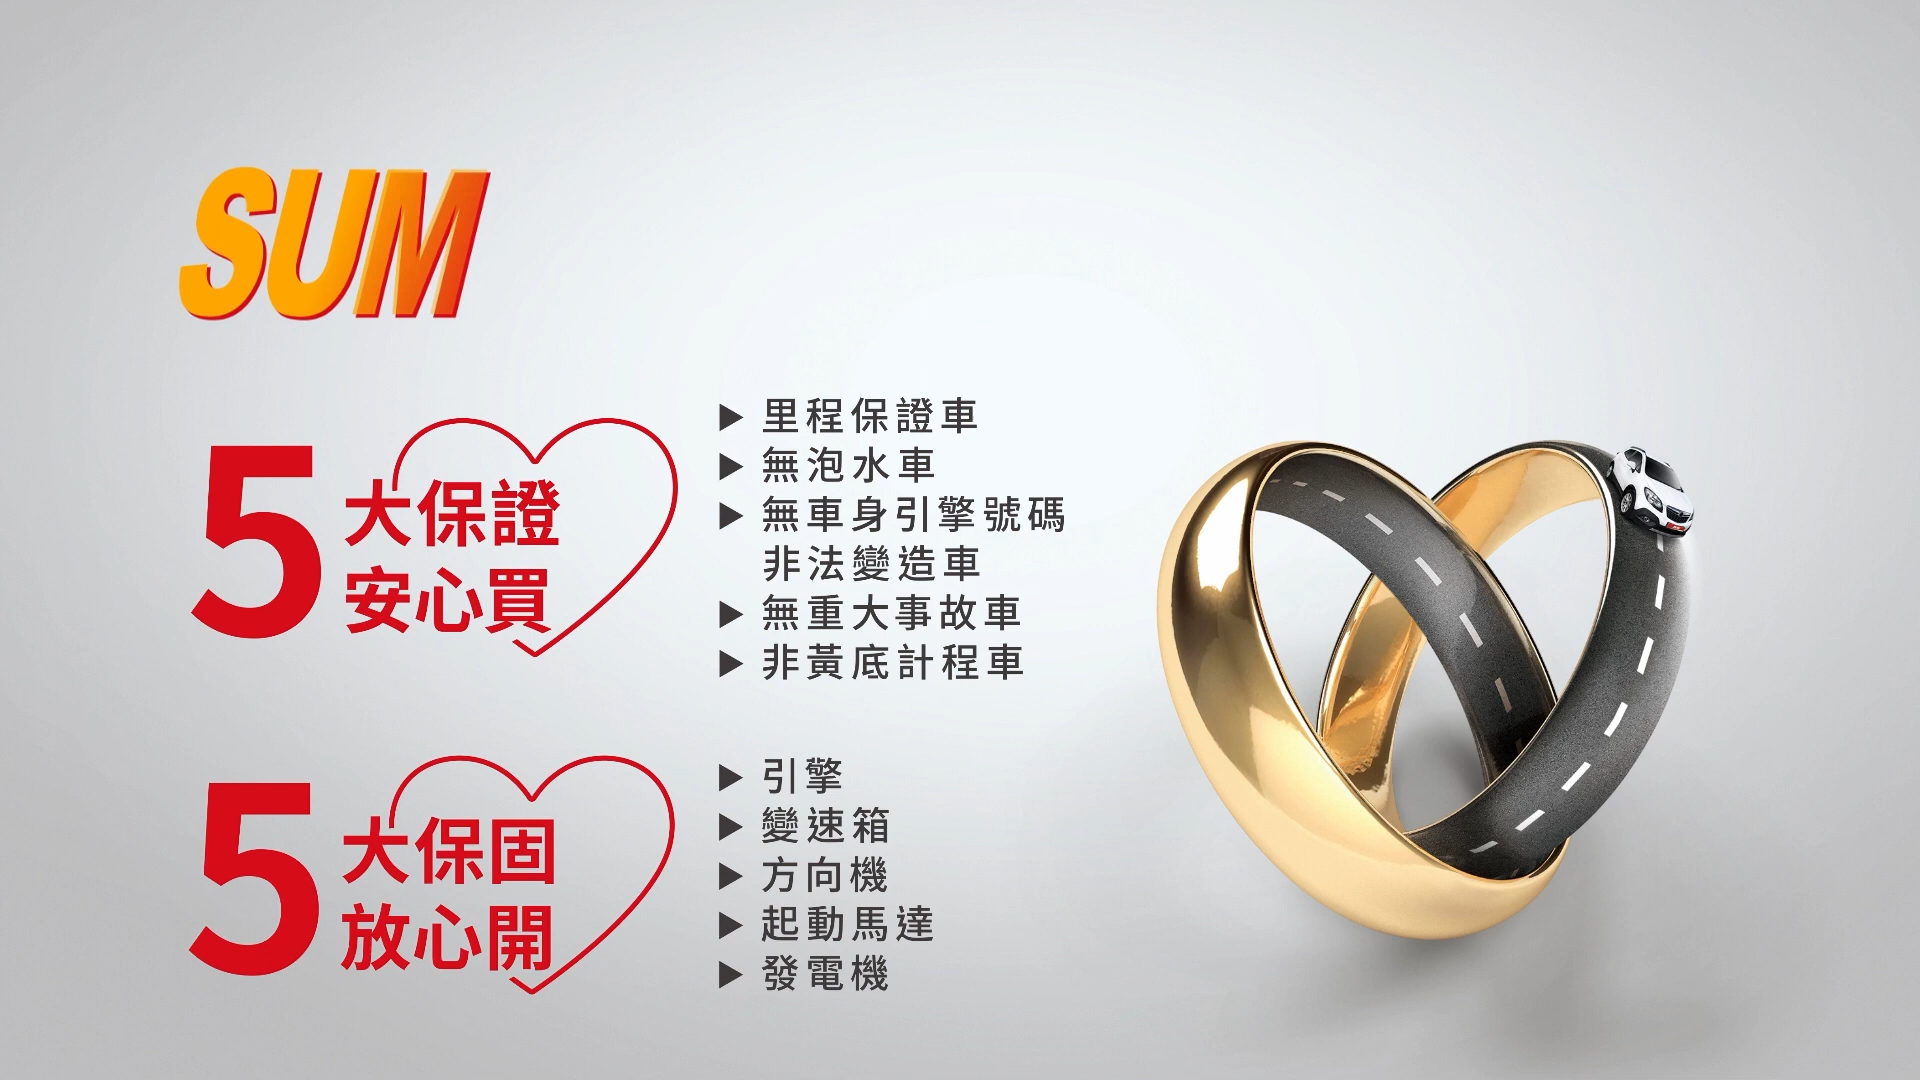 SUM
5大保證
安心買
▶ 里程保證車
▶ 無泡水車
▶ 無車身引擎號碼
非法變造車
▶ 無重大事故車
▶ 非黃底計程車
5大保固
放心開
▶ 引擎
▶ 變速箱
▶ 方向機
▶ 起動馬達
▶ 發電機